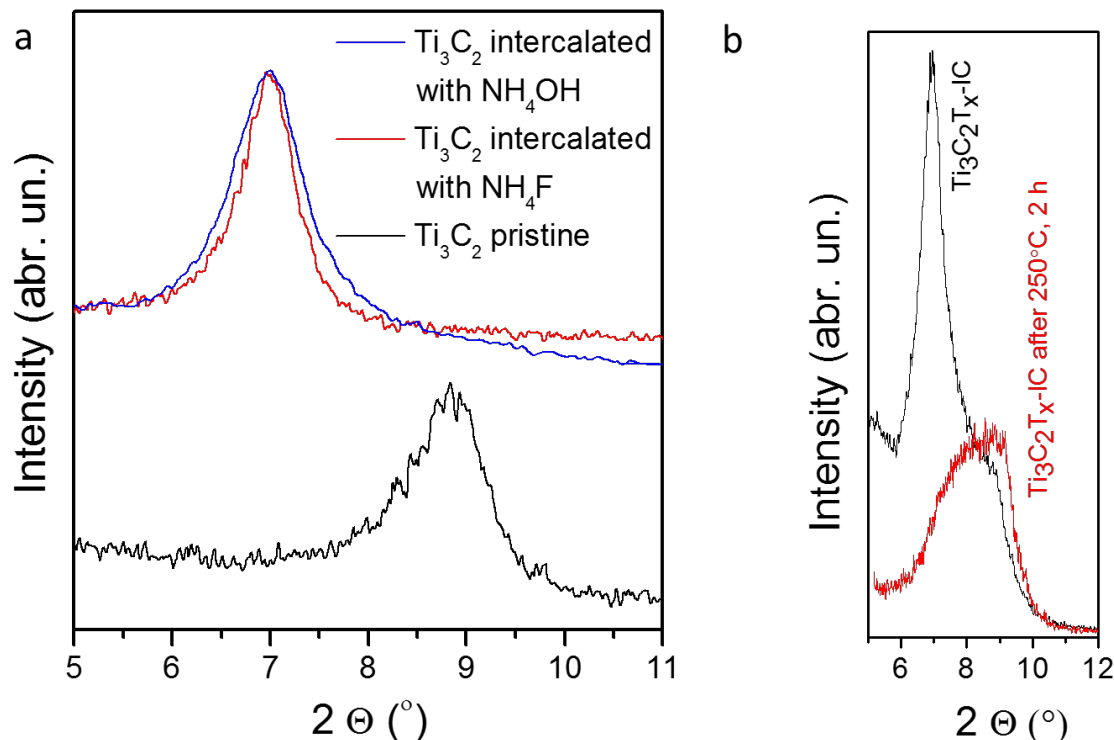 a
Ti₃C₂ intercalated
with NH₄OH
Ti₃C₂ intercalated
with NH₄F
Ti₃C₂ pristine
Intensity (abr. un.)
5 6 7 8 9 10 11
2 Θ (°)
b
Ti₃C₂Tₓ-IC
Ti₃C₂Tₓ-IC after 250°C, 2 h
Intensity (abr. un.)
6 8 10 12
2 Θ (°)